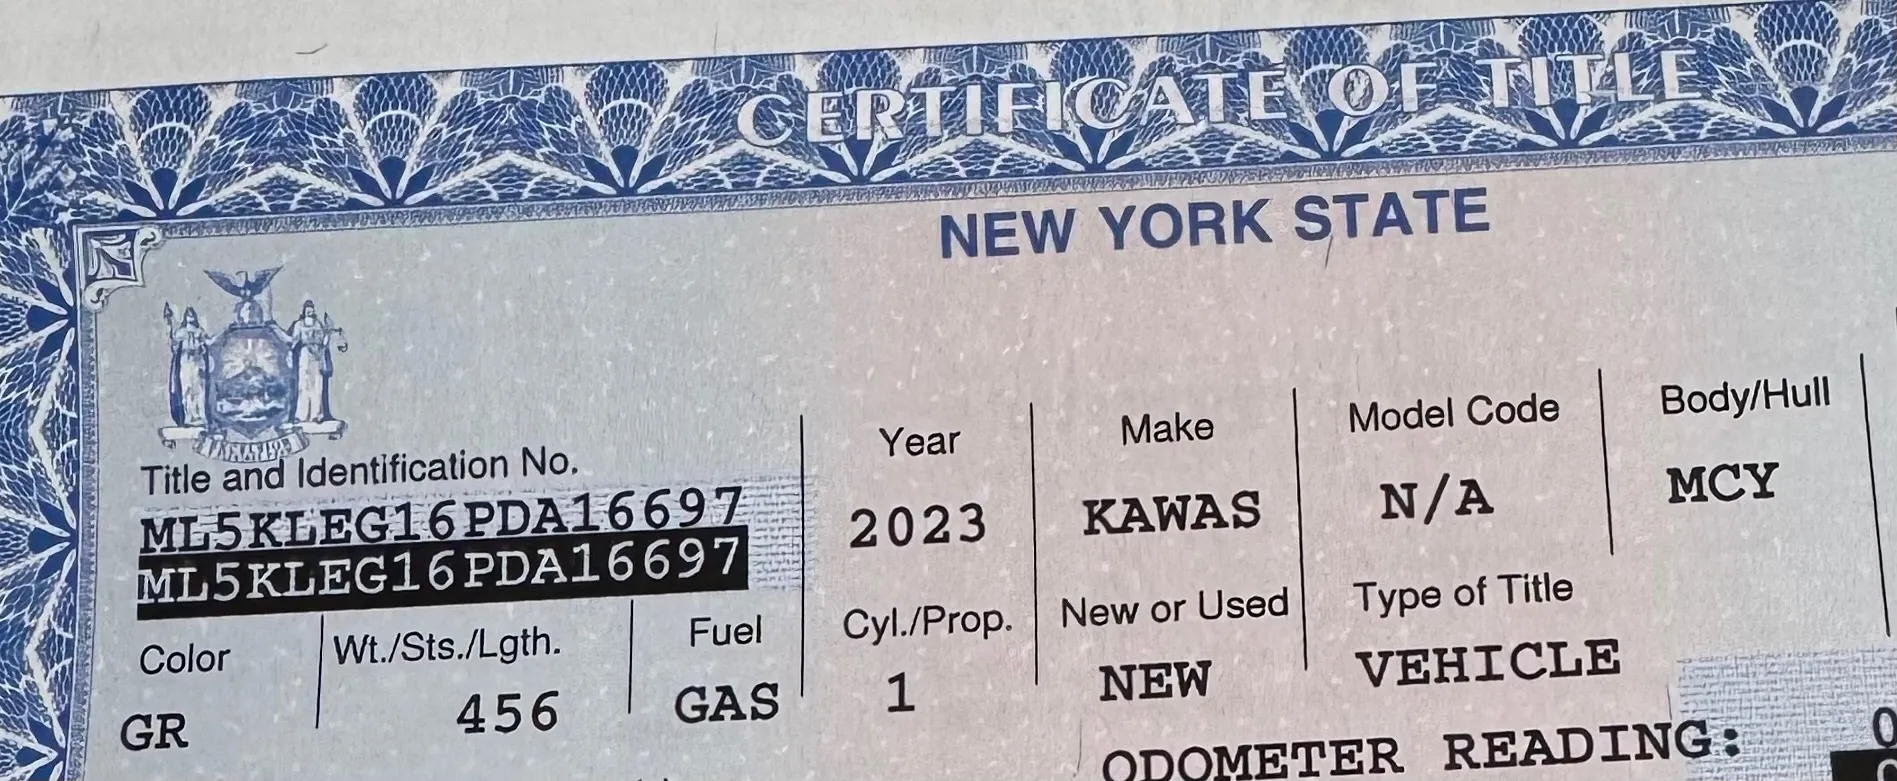 CERTIFICATE OF TITLE
NEW YORK STATE
Title and Identification No.
ML5KLEG16PDA16697
ML5KLEG16PDA16697
Year
2023
Make
KAWAS
Model Code
N/A
Body/Hull
MCY
Color
GR
Wt./Sts./Lgth.
456
Fuel
GAS
Cyl./Prop.
1
New or Used
NEW
Type of Title
VEHICLE
ODOMETER READING: